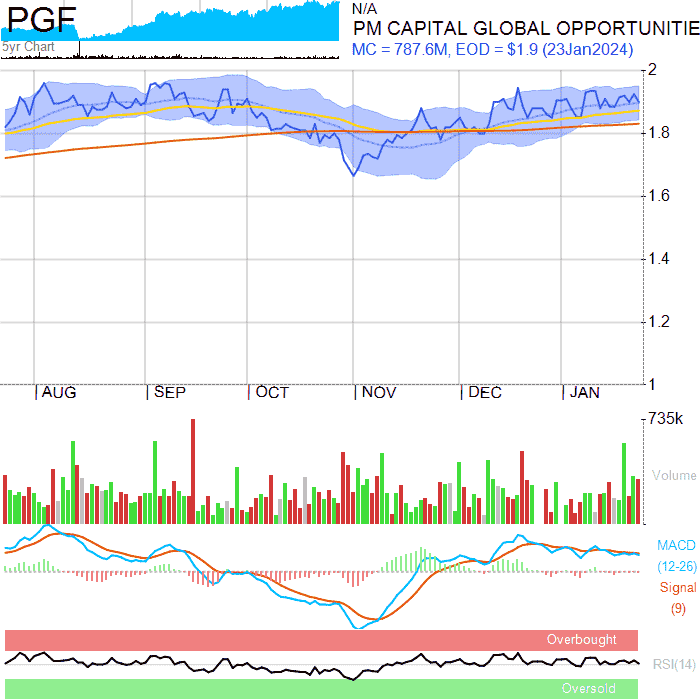 PGF
5yr Chart
N/A
PM CAPITAL GLOBAL OPPORTUNITIE
MC = 787.6M, EOD = $1.9 (23Jan2024)
2
1.8
1.6
1.4
1.2
1
AUG SEP OCT NOV DEC JAN
735k
Volume
MACD
(12-26)
Signal
(9)
Overbought
RSI(14)
Oversold